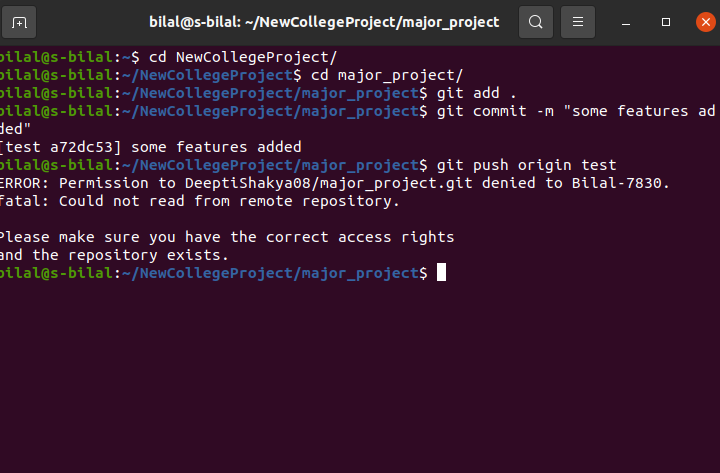 bilal@s-bilal: ~/NewCollegeProject/major_project
bilal@s-bilal:~$ cd NewCollegeProject/
bilal@s-bilal:~/NewCollegeProject$ cd major_project/
bilal@s-bilal:~/NewCollegeProject/major_project$ git add .
bilal@s-bilal:~/NewCollegeProject/major_project$ git commit -m "some features ad
ded"
[test a72dc53] some features added
bilal@s-bilal:~/NewCollegeProject/major_project$ git push origin test
ERROR: Permission to DeeptiShakya08/major_project.git denied to Bilal-7830.
fatal: Could not read from remote repository.
Please make sure you have the correct access rights
and the repository exists.
bilal@s-bilal:~/NewCollegeProject/major_project$